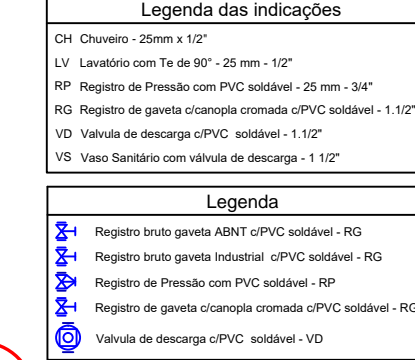 Legenda das indicações
CH Chuveiro - 25mm x 1/2"
LV Lavatório com Te de 90° - 25 mm - 1/2"
RP Registro de Pressão com PVC soldável - 25 mm - 3/4"
RG Registro de gaveta c/canopla cromada c/PVC soldável - 1.1/2"
VD Valvula de descarga c/PVC soldável - 1.1/2"
VS Vaso Sanitário com válvula de descarga - 1 1/2"
Legenda
Registro bruto gaveta ABNT c/PVC soldável - RG
Registro bruto gaveta Industrial c/PVC soldável - RG
Registro de Pressão com PVC soldável - RP
Registro de gaveta c/canopla cromada c/PVC soldável - RG
Valvula de descarga c/PVC soldável - VD